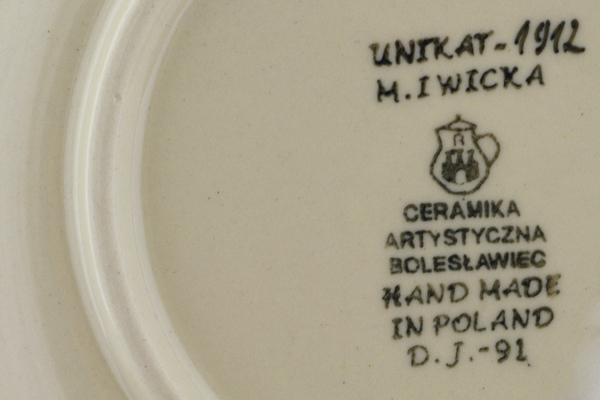 UNIKAT-1912
M.IWICKA
CERAMIKA
ARTYSTYCZNA
BOLESŁAWIEC
HAND MADE
IN POLAND
D.J.-91